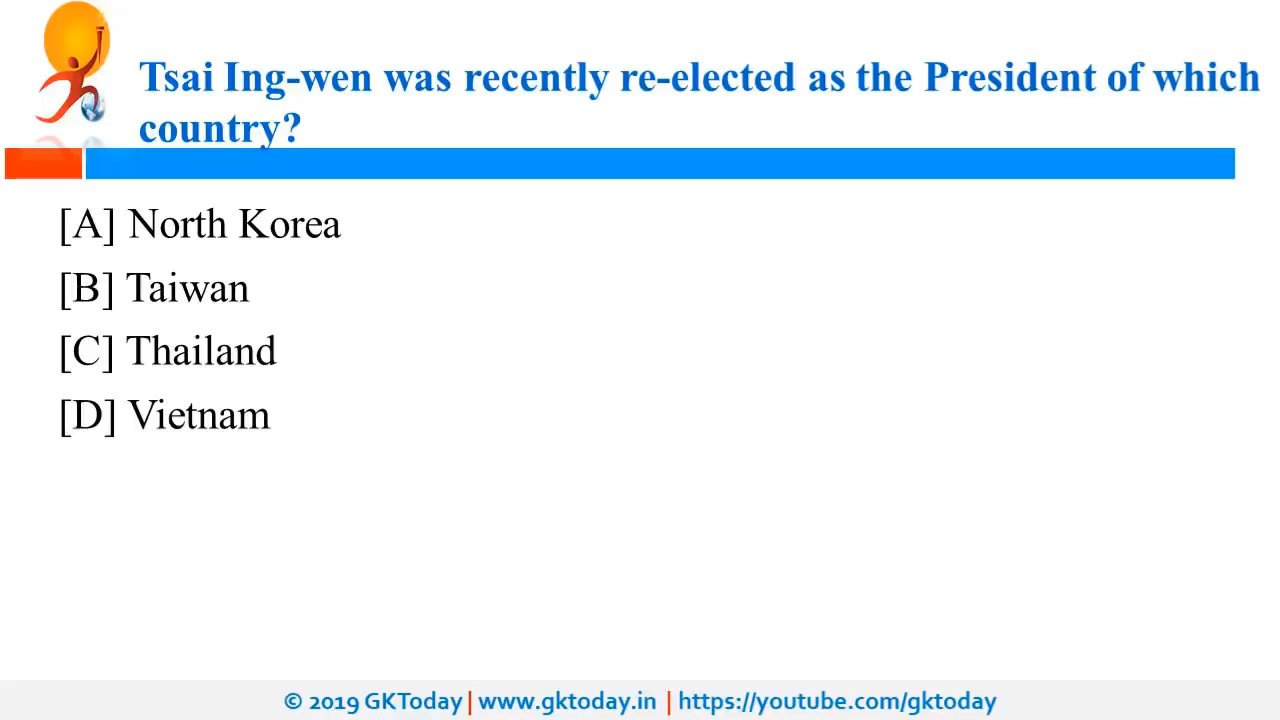 Tsai Ing-wen was recently re-elected as the President of which
country?
[A] North Korea
[B] Taiwan
[C] Thailand
[D] Vietnam
© 2019 GKToday | www.gktoday.in | https://youtube.com/gktoday